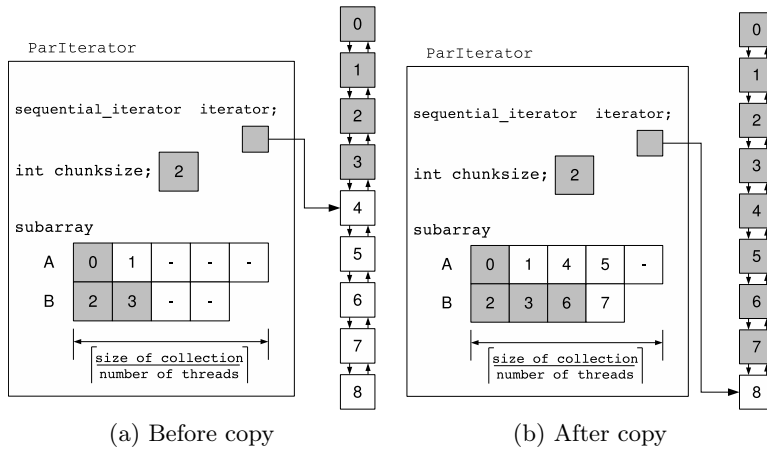 ParIterator
sequential_iterator iterator;
int chunksize; 2
subarray
A 0 1 - - -
B 2 3 - -
size of collection
number of threads
0
1
2
3
4
5
6
7
8
(a) Before copy
ParIterator
sequential_iterator iterator;
int chunksize; 2
subarray
A 0 1 4 5 -
B 2 3 6 7
size of collection
number of threads
0
1
2
3
4
5
6
7
8
(b) After copy